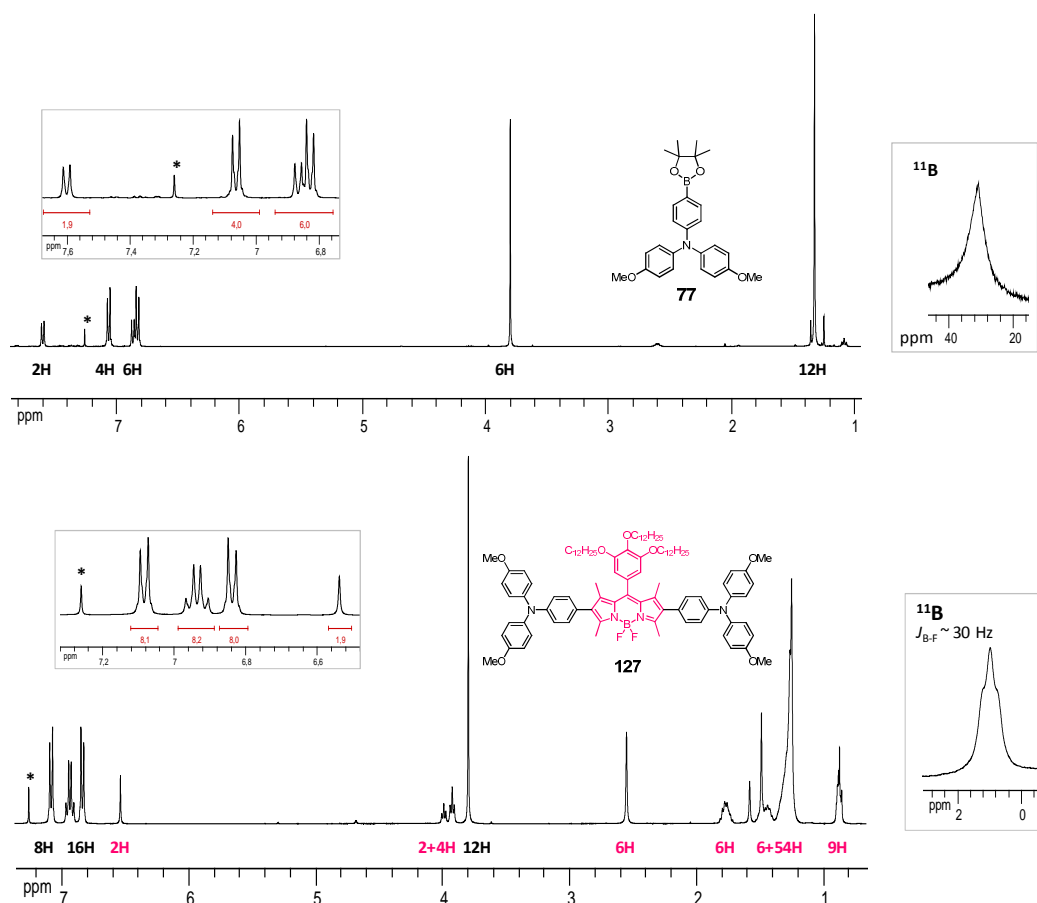 *
1,9
4,0
6,0
ppm
7,6
7,4
7,2
7
6,8
O
O
B
N
MeO
OMe
77
11B
ppm
40
20
*
2H
4H
6H
6H
12H
ppm
7
6
5
4
3
2
1
*
8,1
8,2
8,0
1,9
ppm
7,2
7
6,8
6,6
OC12H25
C12H25O
OC12H25
MeO
OMe
N
N
N
N
B
F
F
MeO
OMe
127
11B
JB-F ~ 30 Hz
ppm
2
0
*
8H
16H
2H
2+4H
12H
6H
6H
6+54H
9H
ppm
7
6
5
4
3
2
1